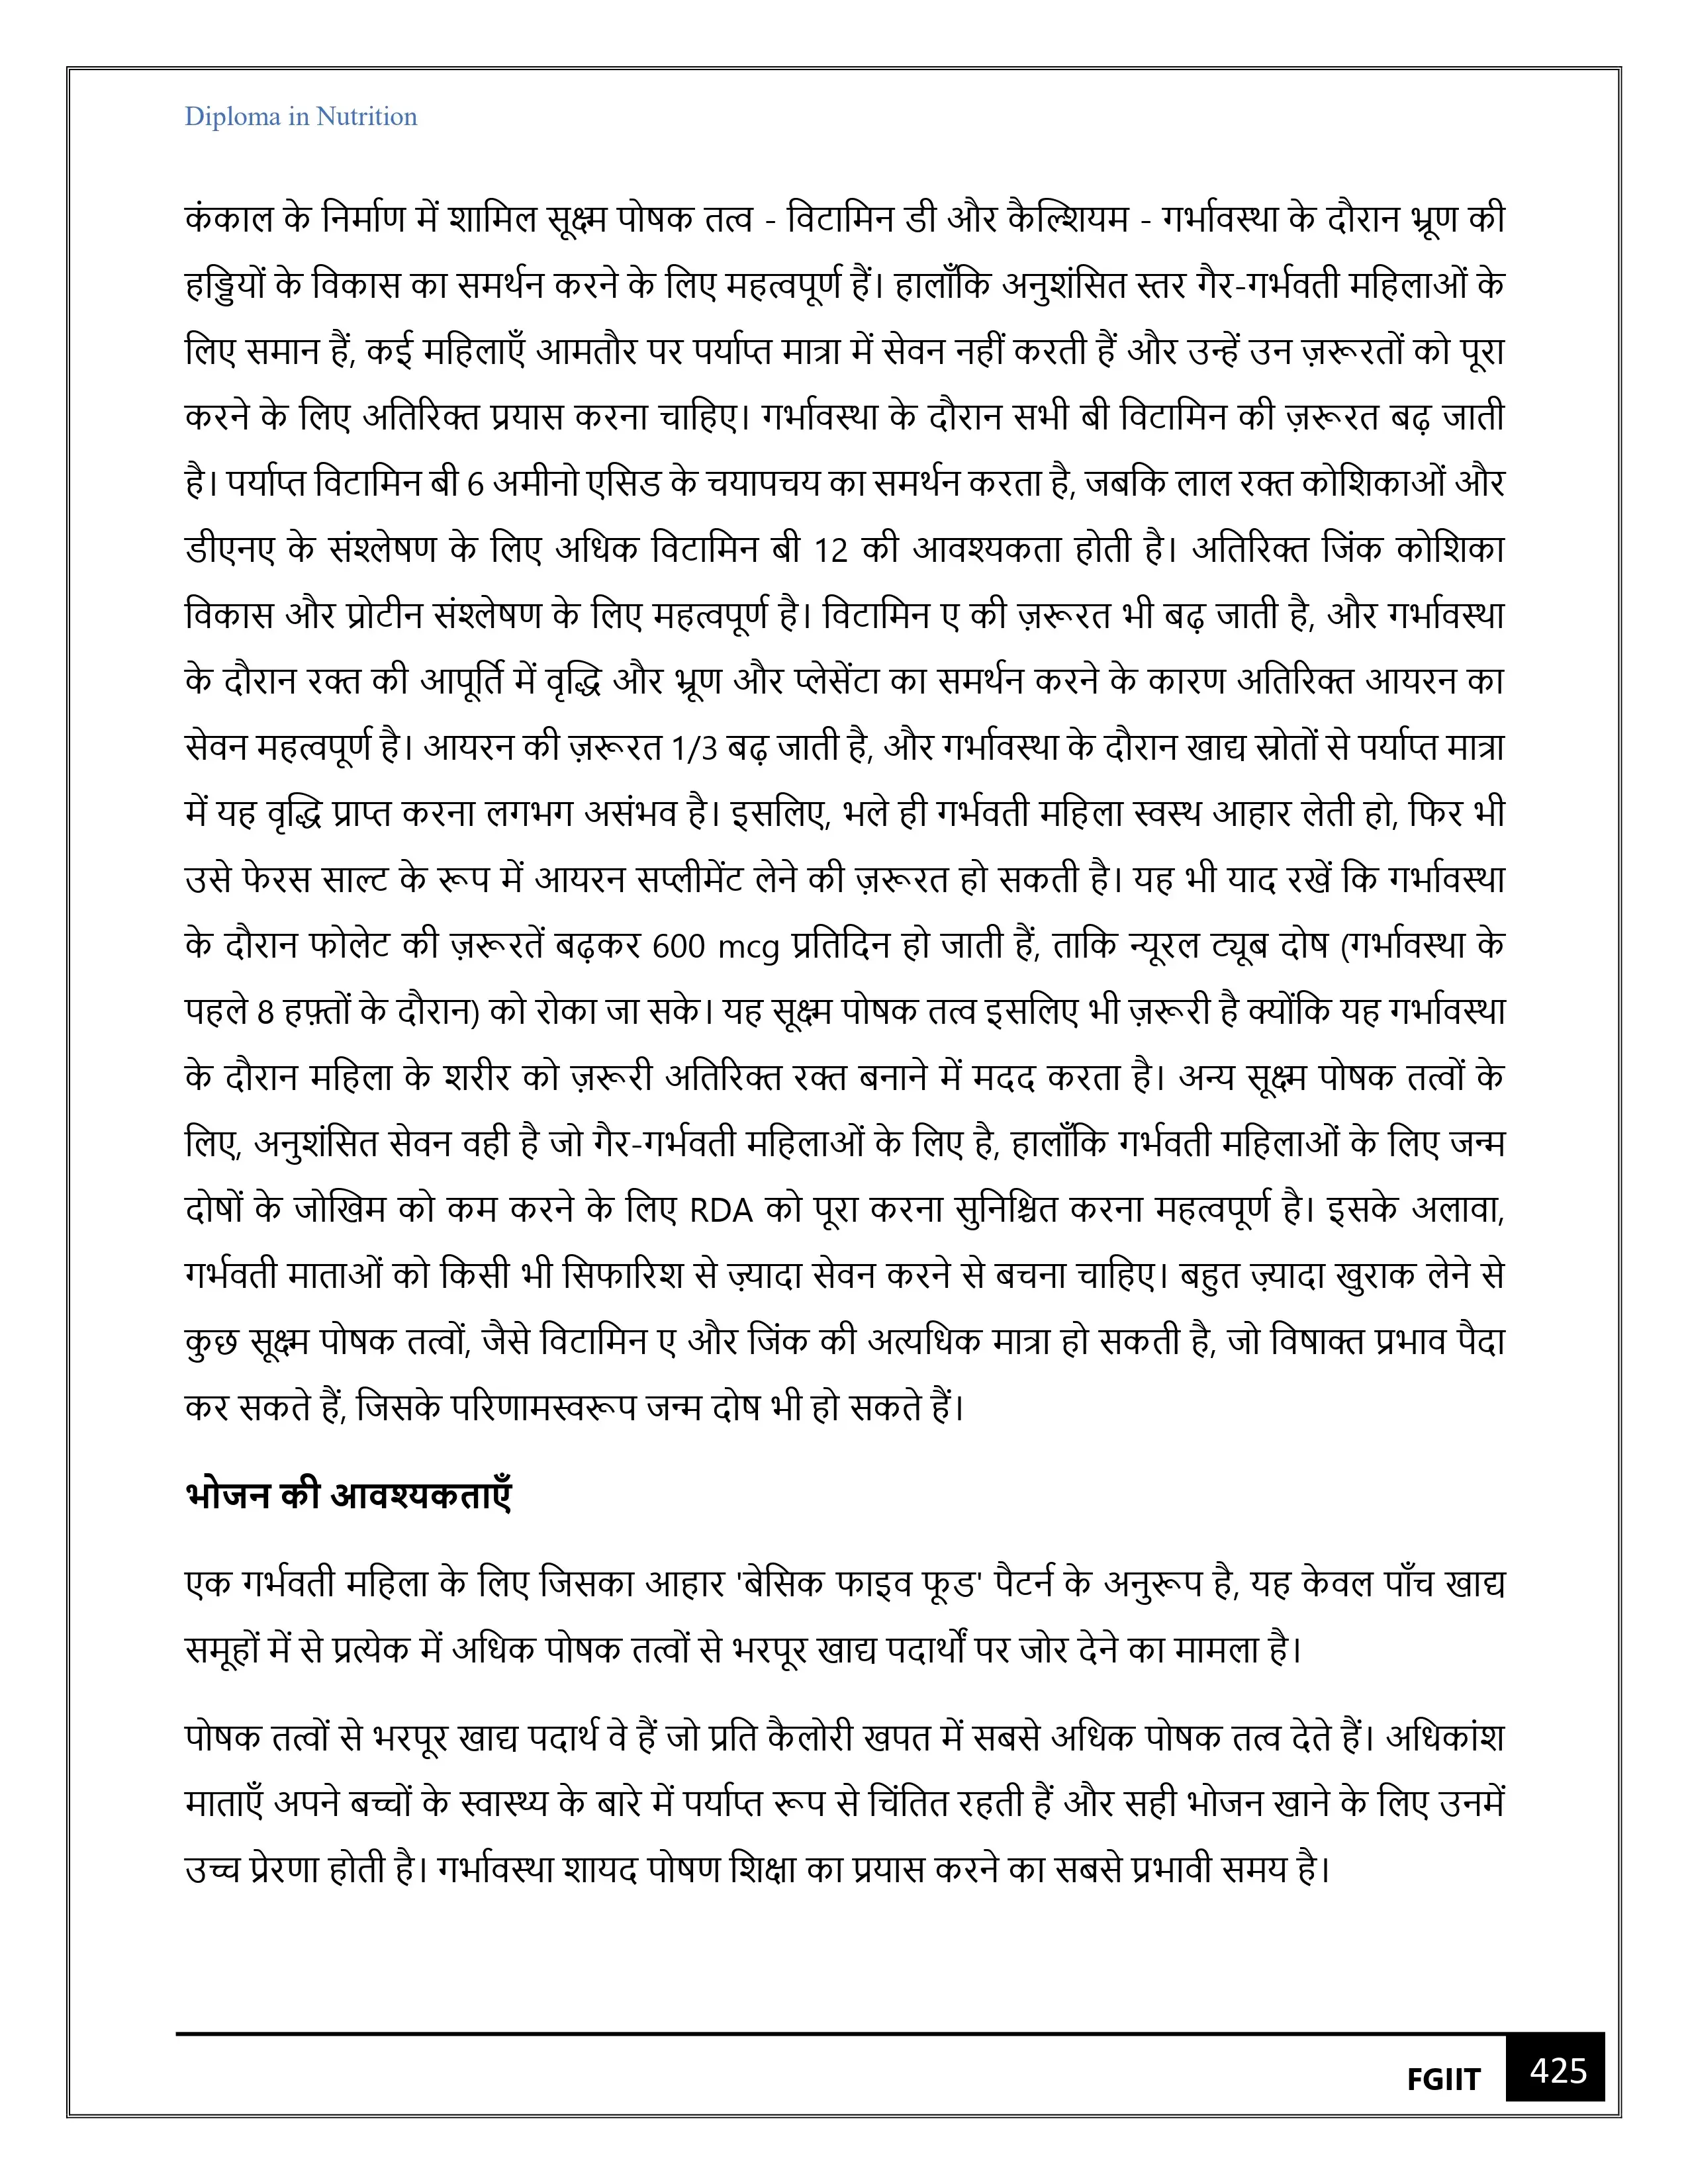 Diploma in Nutrition
कंकाल के निर्माण में शामिल सूक्ष्म पोषक तत्व - विटामिन डी और कैल्शियम - गर्भावस्था के दौरान भ्रूण की
हड्डियों के विकास का समर्थन करने के लिए महत्वपूर्ण हैं। हालाँकि अनुशंसित स्तर गैर-गर्भवती महिलाओं के
लिए समान हैं, कई महिलाएँ आमतौर पर पर्याप्त मात्रा में सेवन नहीं करती हैं और उन्हें उन ज़रूरतों को पूरा
करने के लिए अतिरिक्त प्रयास करना चाहिए। गर्भावस्था के दौरान सभी बी विटामिन की ज़रूरत बढ़ जाती
है। पर्याप्त विटामिन बी 6 अमीनो एसिड के चयापचय का समर्थन करता है, जबकि लाल रक्त कोशिकाओं और
डीएनए के संश्लेषण के लिए अधिक विटामिन बी 12 की आवश्यकता होती है। अतिरिक्त जिंक कोशिका
विकास और प्रोटीन संश्लेषण के लिए महत्वपूर्ण है। विटामिन ए की ज़रूरत भी बढ़ जाती है, और गर्भावस्था
के दौरान रक्त की आपूर्ति में वृद्धि और भ्रूण और प्लेसेंटा का समर्थन करने के कारण अतिरिक्त आयरन का
सेवन महत्वपूर्ण है। आयरन की ज़रूरत 1/3 बढ़ जाती है, और गर्भावस्था के दौरान खाद्य स्रोतों से पर्याप्त मात्रा
में यह वृद्धि प्राप्त करना लगभग असंभव है। इसलिए, भले ही गर्भवती महिला स्वस्थ आहार लेती हो, फिर भी
उसे फेरस साल्ट के रूप में आयरन सप्लीमेंट लेने की ज़रूरत हो सकती है। यह भी याद रखें कि गर्भावस्था
के दौरान फोलेट की ज़रूरतें बढ़कर 600 mcg प्रतिदिन हो जाती हैं, ताकि न्यूरल ट्यूब दोष (गर्भावस्था के
पहले 8 हफ़्तों के दौरान) को रोका जा सके। यह सूक्ष्म पोषक तत्व इसलिए भी ज़रूरी है क्योंकि यह गर्भावस्था
के दौरान महिला के शरीर को ज़रूरी अतिरिक्त रक्त बनाने में मदद करता है। अन्य सूक्ष्म पोषक तत्वों के
लिए, अनुशंसित सेवन वही है जो गैर-गर्भवती महिलाओं के लिए है, हालाँकि गर्भवती महिलाओं के लिए जन्म
दोषों के जोखिम को कम करने के लिए RDA को पूरा करना सुनिश्चित करना महत्वपूर्ण है। इसके अलावा,
गर्भवती माताओं को किसी भी सिफारिश से ज़्यादा सेवन करने से बचना चाहिए। बहुत ज़्यादा खुराक लेने से
कुछ सूक्ष्म पोषक तत्वों, जैसे विटामिन ए और जिंक की अत्यधिक मात्रा हो सकती है, जो विषाक्त प्रभाव पैदा
कर सकते हैं, जिसके परिणामस्वरूप जन्म दोष भी हो सकते हैं।
भोजन की आवश्यकताएँ
एक गर्भवती महिला के लिए जिसका आहार 'बेसिक फाइव फूड' पैटर्न के अनुरूप है, यह केवल पाँच खाद्य
समूहों में से प्रत्येक में अधिक पोषक तत्वों से भरपूर खाद्य पदार्थों पर जोर देने का मामला है।
पोषक तत्वों से भरपूर खाद्य पदार्थ वे हैं जो प्रति कैलोरी खपत में सबसे अधिक पोषक तत्व देते हैं। अधिकांश
माताएँ अपने बच्चों के स्वास्थ्य के बारे में पर्याप्त रूप से चिंतित रहती हैं और सही भोजन खाने के लिए उनमें
उच्च प्रेरणा होती है। गर्भावस्था शायद पोषण शिक्षा का प्रयास करने का सबसे प्रभावी समय है।
FGIIT 425